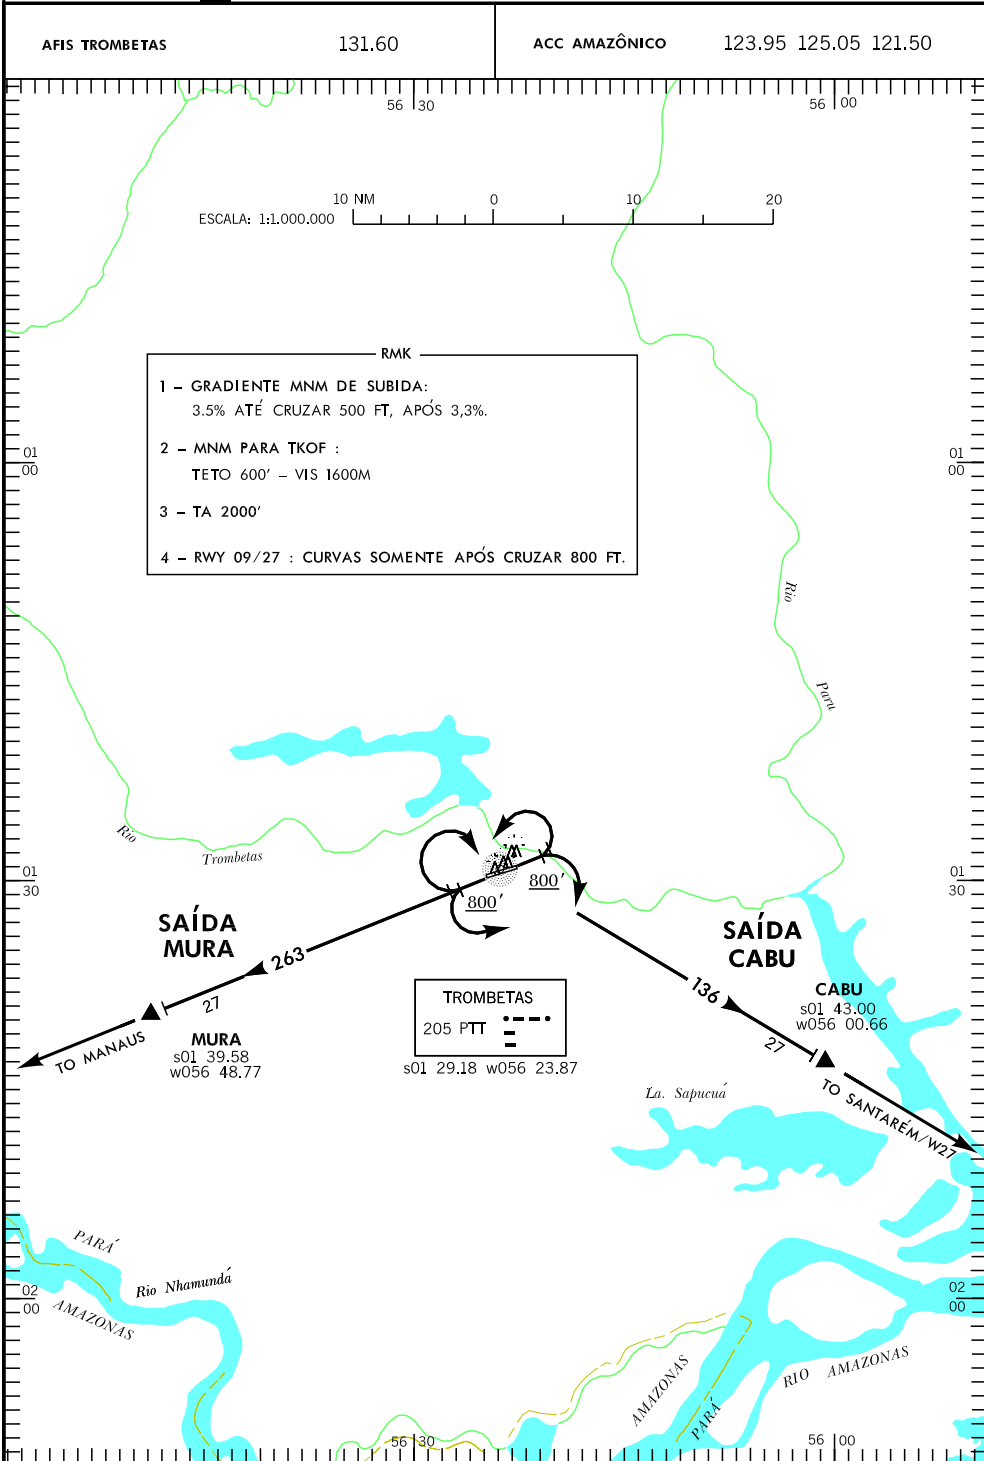 AFIS TROMBETAS 131.60 ACC AMAZÔNICO 123.95 125.05 121.50
56 30 56 00
10 NM 0 10 20
ESCALA: 1:1.000.000
RMK
1 – GRADIENTE MNM DE SUBIDA:
3.5% ATÉ CRUZAR 500 FT, APÓS 3,3%.
2 – MNM PARA TKOF :
TETO 600' – VIS 1600M
3 – TA 2000'
4 – RWY 09/27 : CURVAS SOMENTE APÓS CRUZAR 800 FT.
01
00
01
00
Rio
Paru
Rio
Trombetas
01
30
01
30
800'
800'
SAÍDA
MURA
263
27
TO MANAUS
MURA
S01 39.58
W056 48.77
TROMBETAS
205 PTT
S01 29.18 W056 23.87
SAÍDA
CABU
136
27
CABU
S01 43.00
W056 00.66
TO SANTARÉM/W27
La. Sapucuá
PARÁ
AMAZONAS
Rio Nhamundá
02
00
02
00
AMAZONAS
PARÁ
RIO AMAZONAS
56 30 56 00